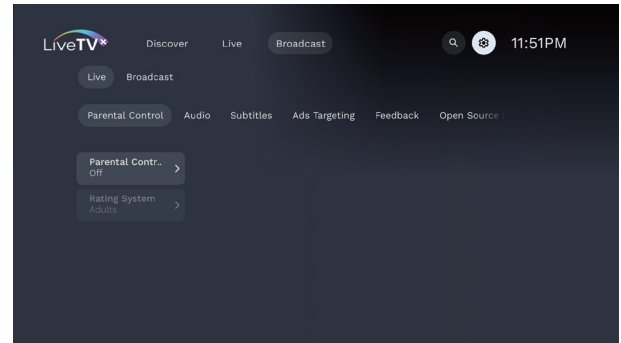 LiveTV× Discover Live Broadcast 11:51PM
Live Broadcast
Parental Control Audio Subtitles Ads Targeting Feedback Open Source
Parental Contr..
Off
Rating System
Adults